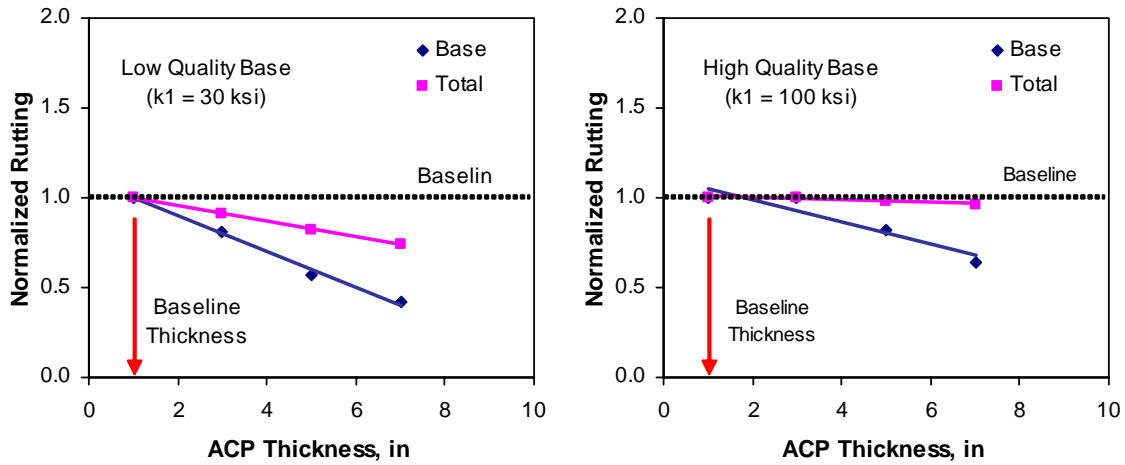 2.0
1.5
1.0
0.5
0.0
Normalized Rutting
Low Quality Base
(k1 = 30 ksi)
Base
Total
Baselin
Baseline
Thickness
0 2 4 6 8 10
ACP Thickness, in
2.0
1.5
1.0
0.5
0.0
Normalized Rutting
High Quality Base
(k1 = 100 ksi)
Base
Total
Baseline
Baseline
Thickness
0 2 4 6 8 10
ACP Thickness, in